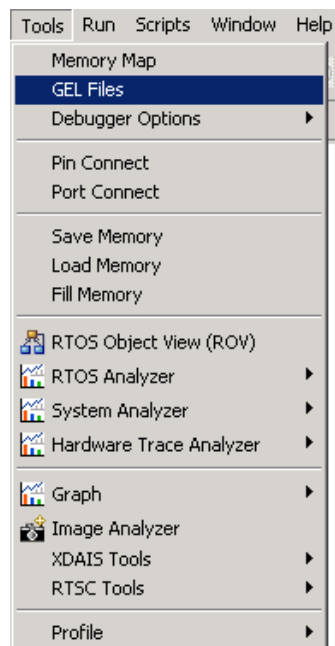 Tools Run Scripts Window Help
Memory Map
GEL Files
Debugger Options
Pin Connect
Port Connect
Save Memory
Load Memory
Fill Memory
RTOS Object View (ROV)
RTOS Analyzer
System Analyzer
Hardware Trace Analyzer
Graph
Image Analyzer
XDAIS Tools
RTSC Tools
Profile